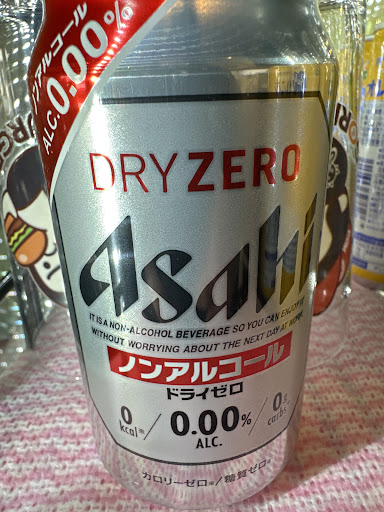 ノンアルコール
ALC.0.00%
DRY ZERO
Asahi
IT IS A NON-ALCOHOL BEVERAGE SO YOU CAN ENJOY IT
WITHOUT WORRYING ABOUT THE NEXT DAY AT WORK.
ノンアルコール
ドライゼロ
0 kcal※ / 0.00% ALC. / 0g carbs
カロリーゼロ※/糖質ゼロ※